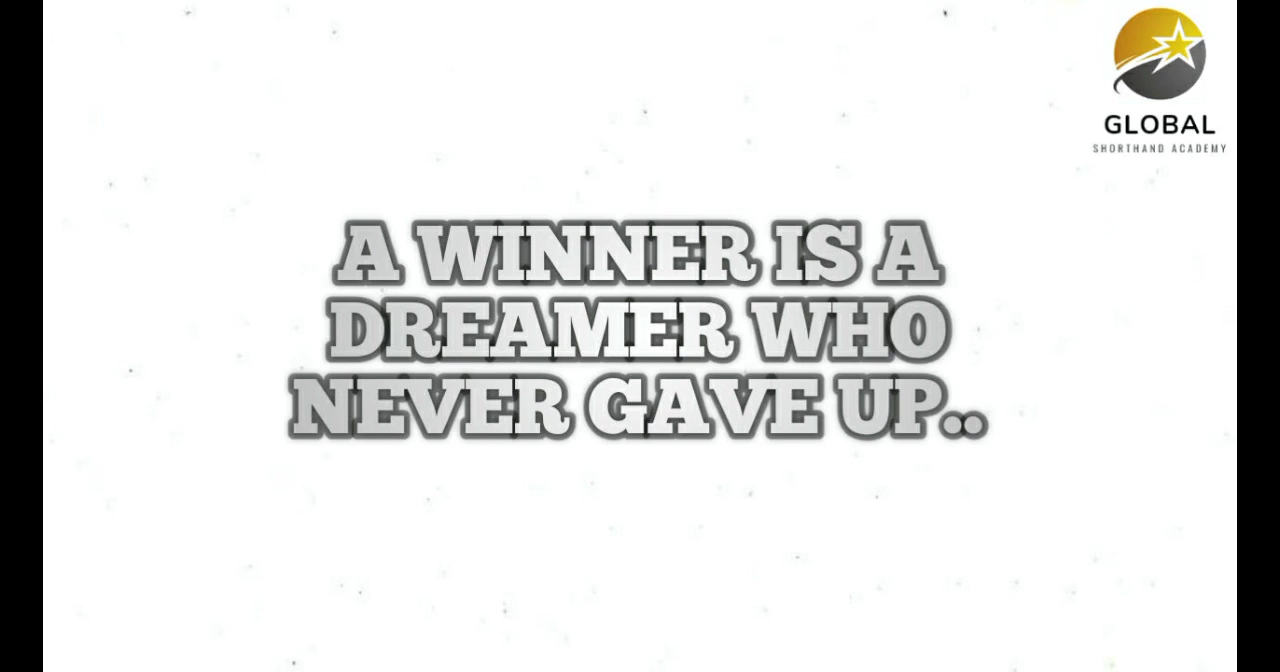 GLOBAL
SHORTHAND ACADEMY
A WINNER IS A
DREAMER WHO
NEVER GAVE UP..